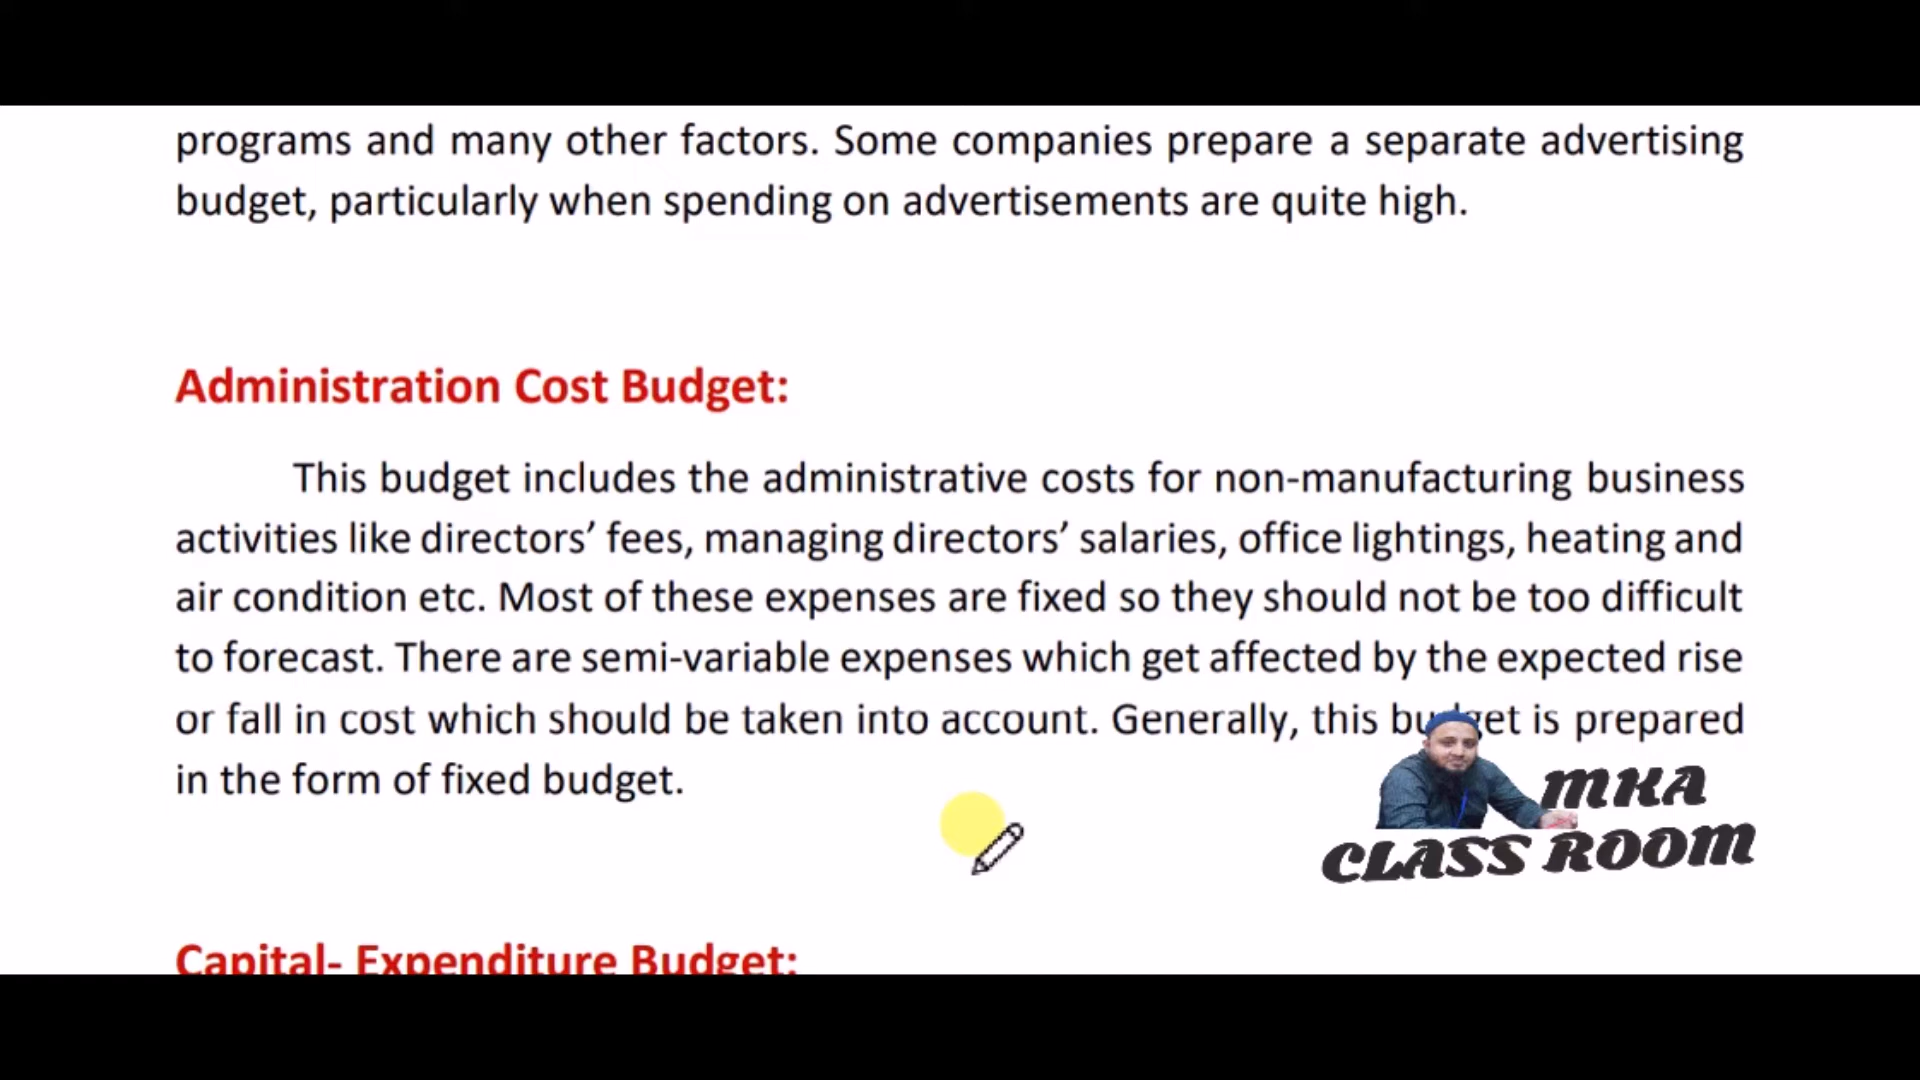 programs and many other factors. Some companies prepare a separate advertising
budget, particularly when spending on advertisements are quite high.
Administration Cost Budget:
This budget includes the administrative costs for non-manufacturing business
activities like directors’ fees, managing directors’ salaries, office lightings, heating and
air condition etc. Most of these expenses are fixed so they should not be too difficult
to forecast. There are semi-variable expenses which get affected by the expected rise
or fall in cost which should be taken into account. Generally, this budget is prepared
in the form of fixed budget.
MKA
CLASS ROOM
Capital- Expenditure Budget: